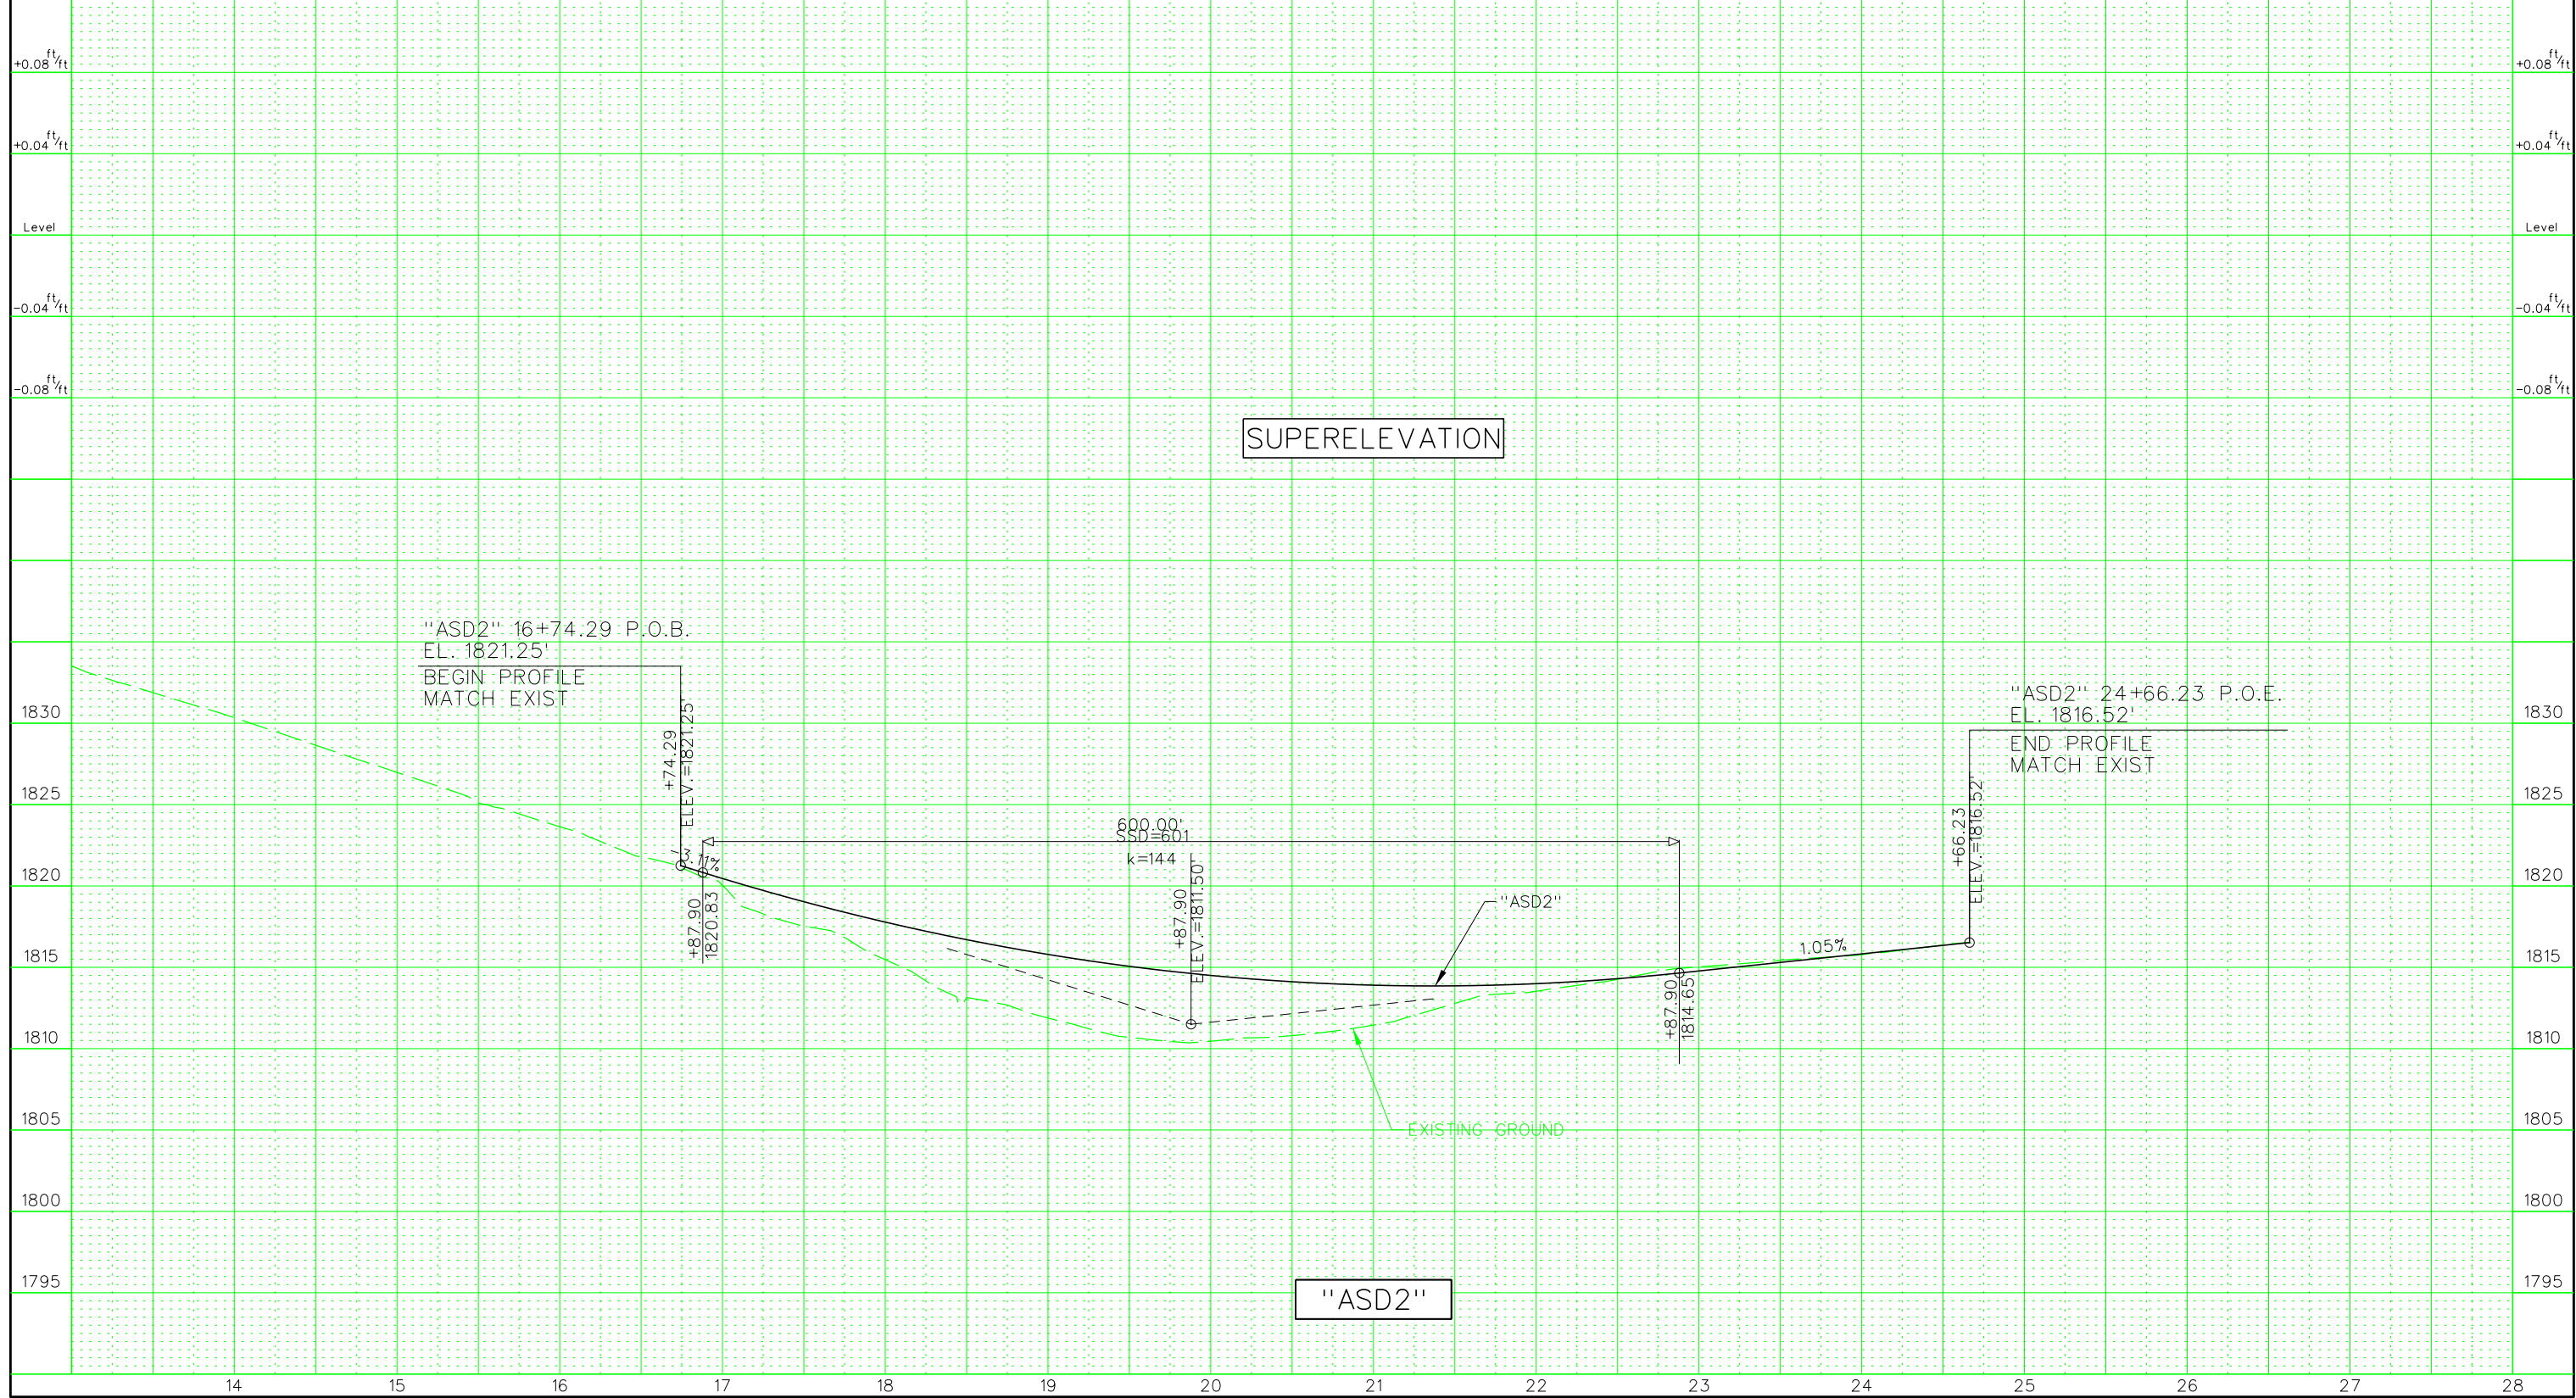 +0.08 ft/ft
+0.08 ft/ft
+0.04 ft/ft
+0.04 ft/ft
Level
Level
-0.04 ft/ft
-0.04 ft/ft
-0.08 ft/ft
-0.08 ft/ft
SUPERELEVATION
"ASD2" 16+74.29 P.O.B.
EL. 1821.25'
BEGIN PROFILE
MATCH EXIST
+74.29
ELEV.=1821.25'
"ASD2" 24+66.23 P.O.E.
EL. 1816.52'
END PROFILE
MATCH EXIST
+66.23
ELEV.=1816.52'
1830
1830
1825
1825
600.00'
SSD=601
k=144
-3.11%
1820
1820
+87.90
1820.83
+87.90
ELEV.=1811.50'
"ASD2"
1.05%
1815
1815
+87.90
1814.65
1810
1810
EXISTING GROUND
1805
1805
1800
1800
1795
1795
"ASD2"
14 15 16 17 18 19 20 21 22 23 24 25 26 27 28